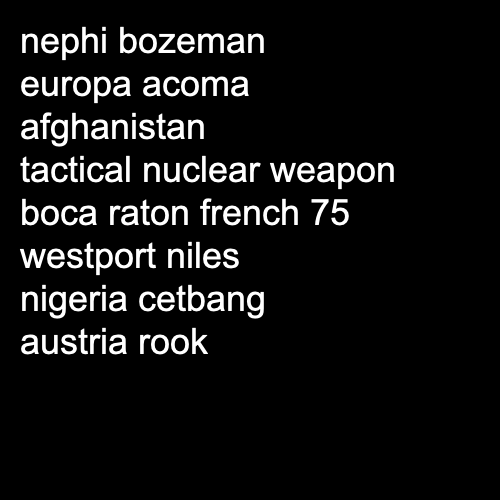 nephi bozeman
europa acoma
afghanistan
tactical nuclear weapon
boca raton french 75
westport niles
nigeria cetbang
austria rook